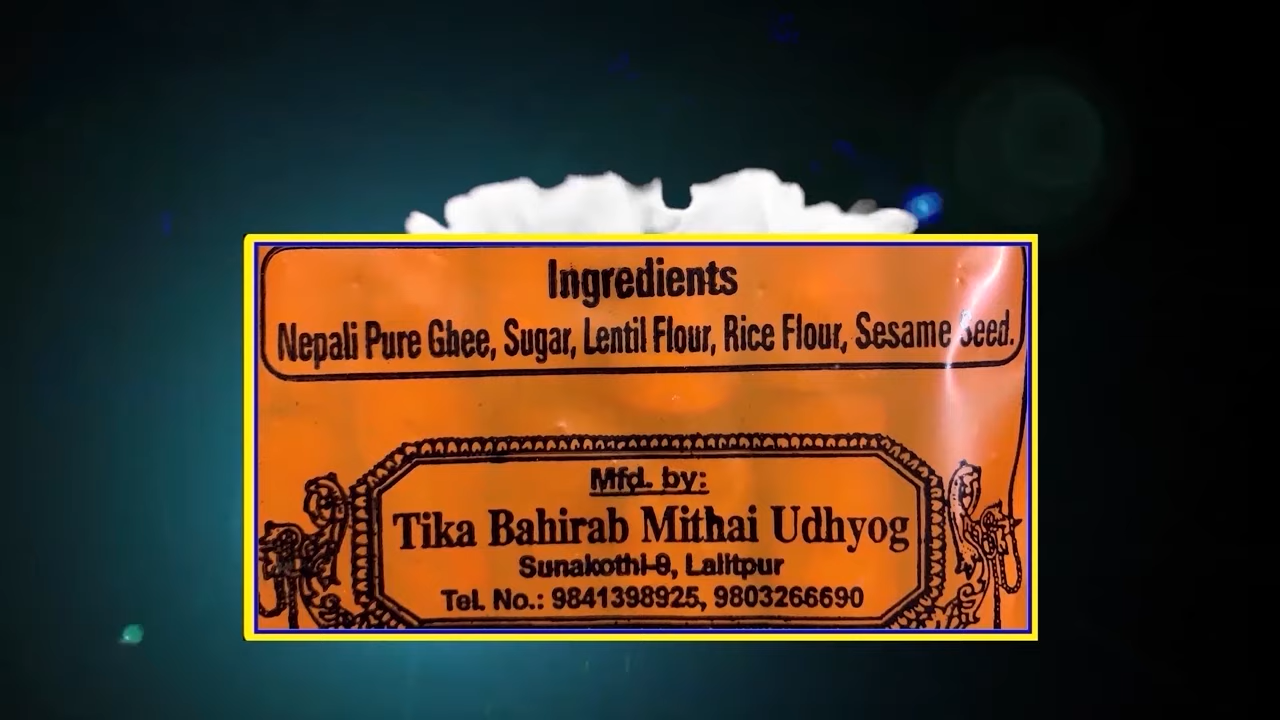 Ingredients
Nepali Pure Ghee, Sugar, Lentil Flour, Rice Flour, Sesame Seed.
Mfd. by:
Tika Bahirab Mithai Udhyog
Sunakothi-9, Lalitpur
Tel. No.: 9841398925, 9803266690